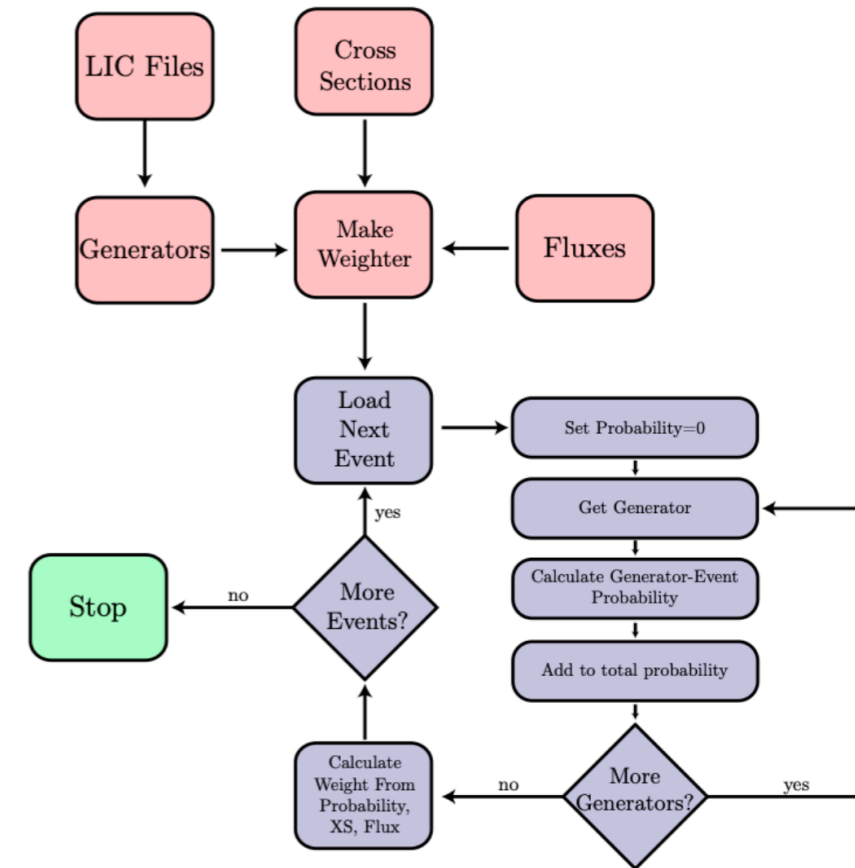 LIC Files
Cross
Sections
Generators
Make
Weighter
Fluxes
Load
Next
Event
Set Probability=0
yes
Get Generator
Calculate Generator-Event
Probability
Stop
no
More
Events?
Add to total probability
Calculate
Weight From
Probability,
XS, Flux
no
More
Generators?
yes